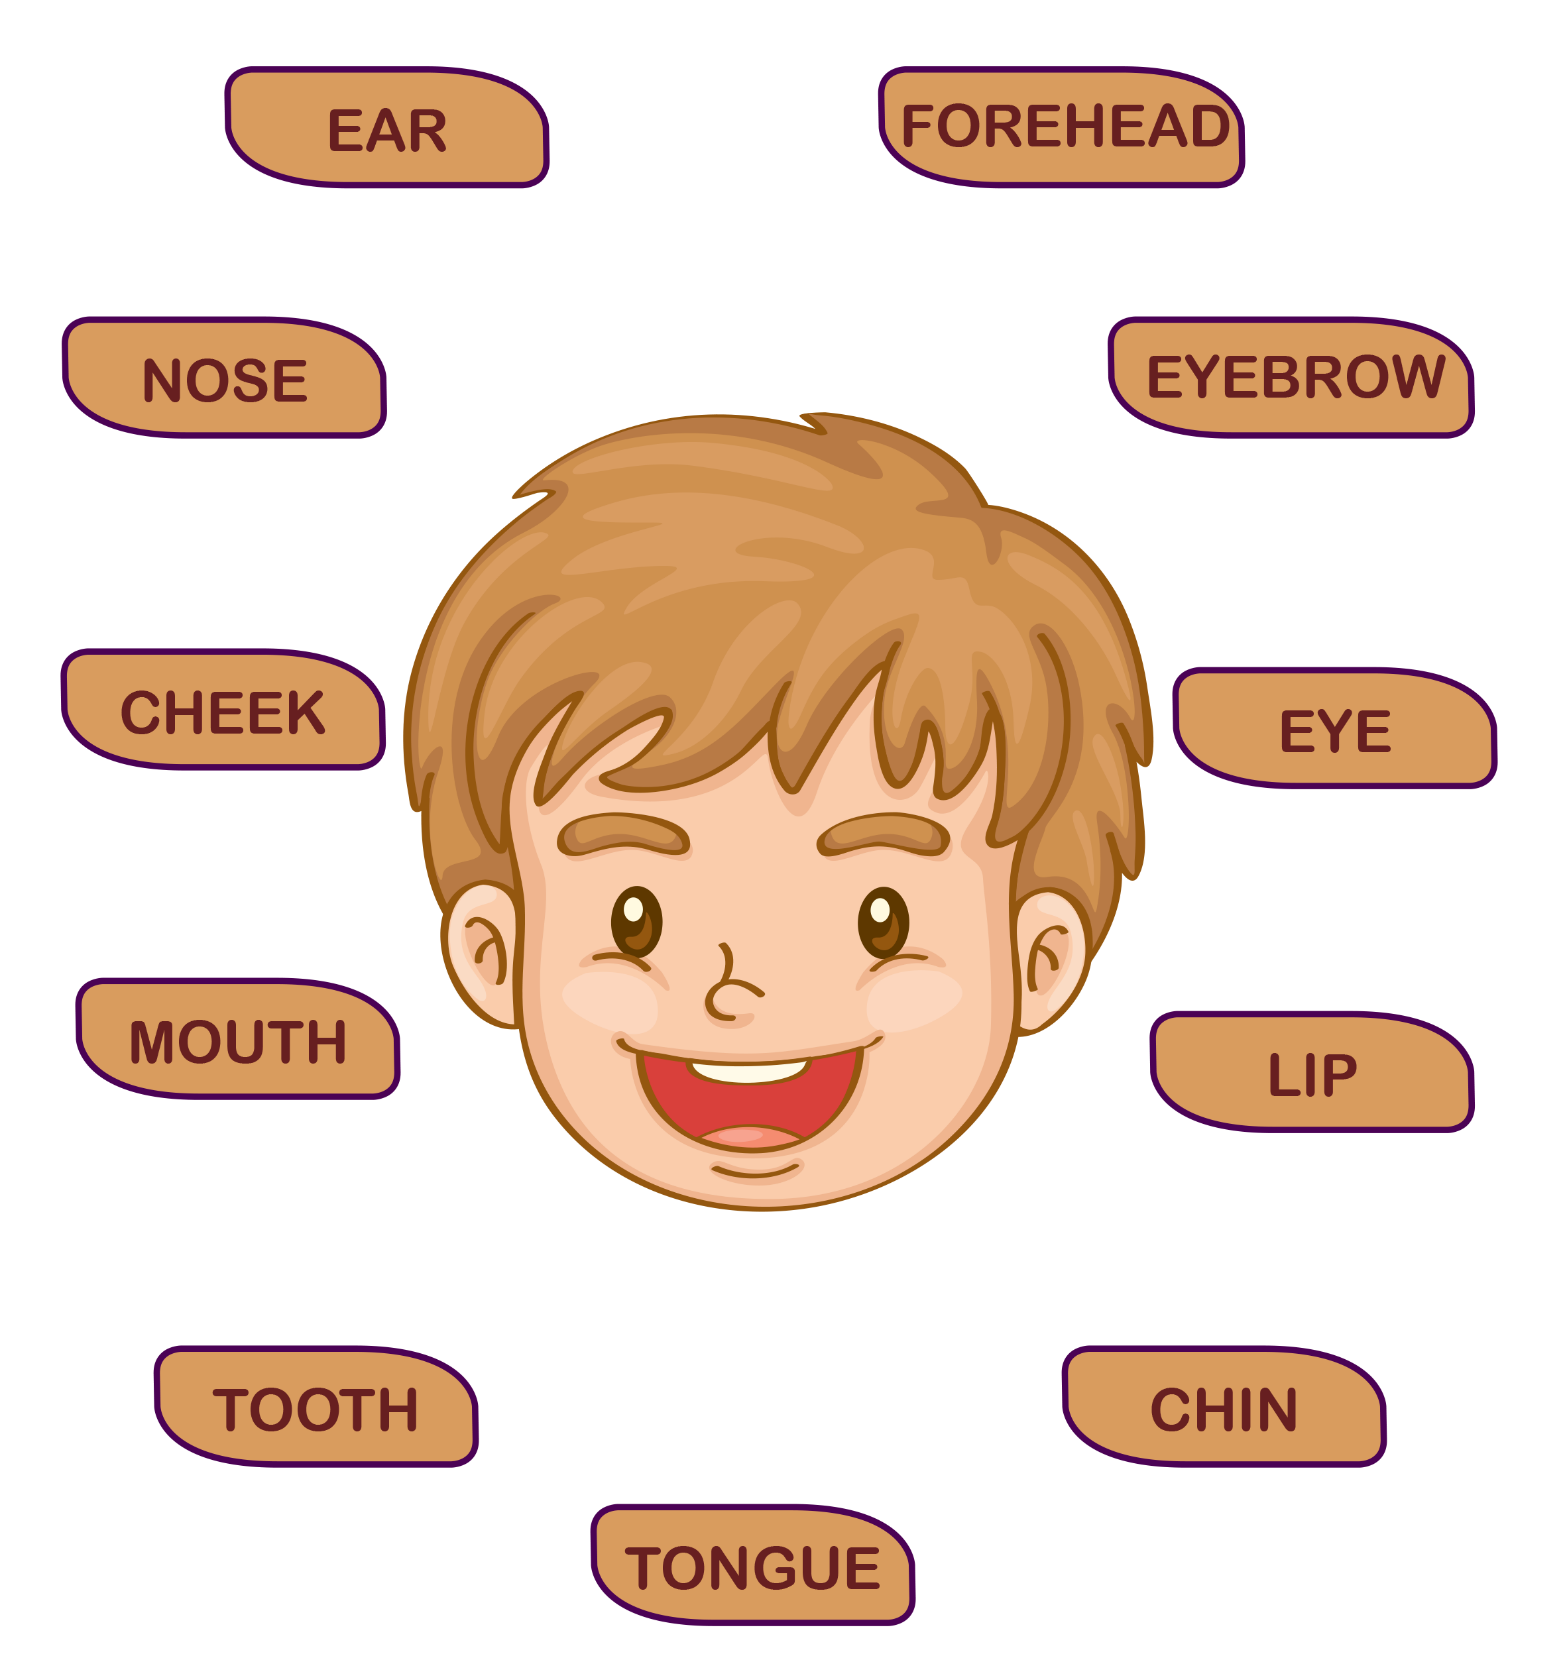 EAR
FOREHEAD
NOSE
EYEBROW
CHEEK
EYE
MOUTH
LIP
TOOTH
CHIN
TONGUE